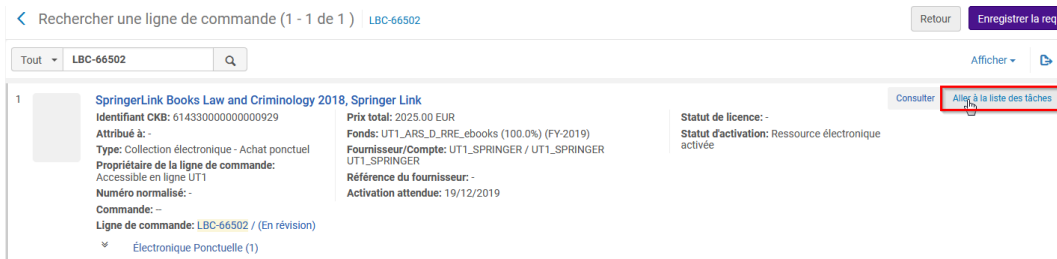 Rechercher une ligne de commande (1 - 1 de 1 ) LBC-66502 Retour Enregistrer la req
Tout LBC-66502 Afficher
1 SpringerLink Books Law and Criminology 2018, Springer Link Consulter Aller à la liste des tâches
Identifiant CKB: 614330000000000929 Prix total: 2025.00 EUR Statut de licence: -
Attribué à: - Fonds: UT1_ARS_D_RRE_ebooks (100.0%) (FY-2019) Statut d'activation: Ressource électronique
Type: Collection électronique - Achat ponctuel Fournisseur/Compte: UT1_SPRINGER / UT1_SPRINGER activée
Propriétaire de la ligne de commande: UT1_SPRINGER
Accessible en ligne UT1 Référence du fournisseur: -
Numéro normalisé: - Activation attendue: 19/12/2019
Commande: --
Ligne de commande: LBC-66502 / (En révision)
Électronique Ponctuelle (1)